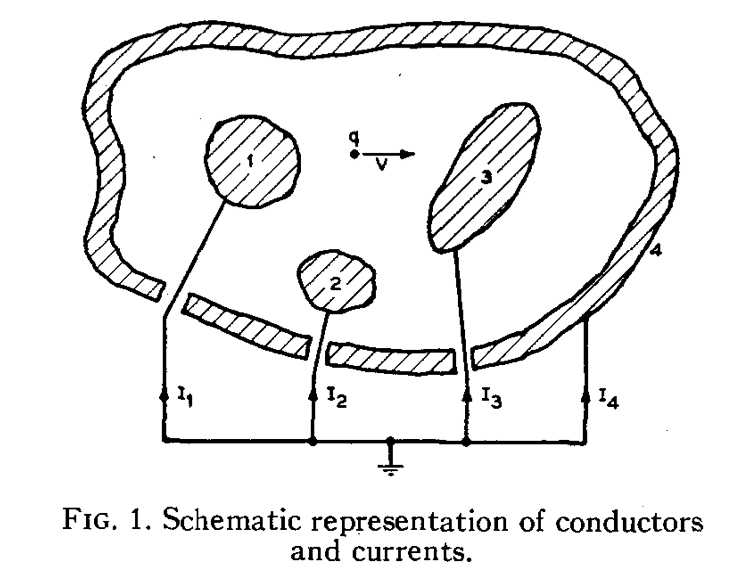 1
q
v
3
2
4
I1
I2
I3
I4
FIG. 1. Schematic representation of conductors
and currents.